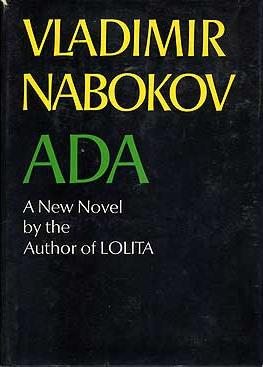 VLADIMIR
NABOKOV
ADA
A New Novel
by the
Author of LOLITA